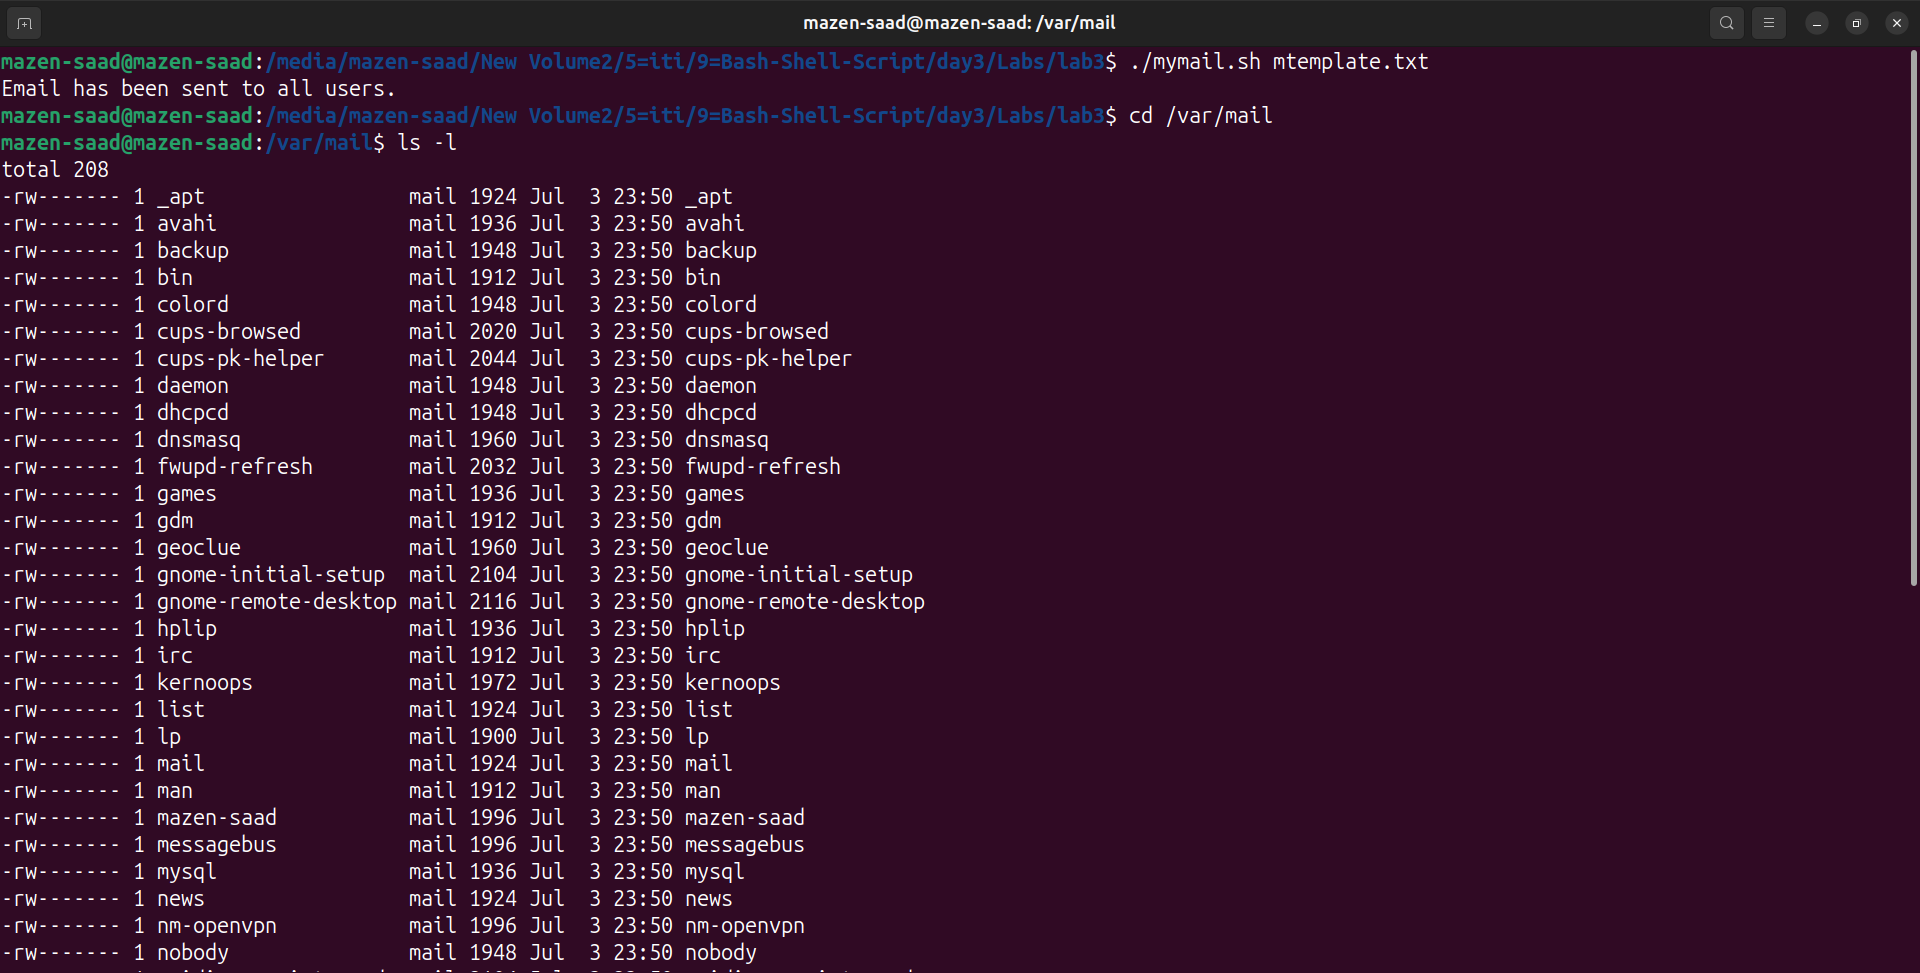 mazen-saad@mazen-saad: /var/mail
mazen-saad@mazen-saad:/media/mazen-saad/New Volume2/5=iti/9=Bash-Shell-Script/day3/Labs/lab3$ ./mymail.sh mtemplate.txt
Email has been sent to all users.
mazen-saad@mazen-saad:/media/mazen-saad/New Volume2/5=iti/9=Bash-Shell-Script/day3/Labs/lab3$ cd /var/mail
mazen-saad@mazen-saad:/var/mail$ ls -l
total 208
-rw------- 1 _apt                 mail 1924 Jul  3 23:50 _apt
-rw------- 1 avahi                mail 1936 Jul  3 23:50 avahi
-rw------- 1 backup               mail 1948 Jul  3 23:50 backup
-rw------- 1 bin                  mail 1912 Jul  3 23:50 bin
-rw------- 1 colord               mail 1948 Jul  3 23:50 colord
-rw------- 1 cups-browsed         mail 2020 Jul  3 23:50 cups-browsed
-rw------- 1 cups-pk-helper       mail 2044 Jul  3 23:50 cups-pk-helper
-rw------- 1 daemon               mail 1948 Jul  3 23:50 daemon
-rw------- 1 dhcpcd               mail 1948 Jul  3 23:50 dhcpcd
-rw------- 1 dnsmasq              mail 1960 Jul  3 23:50 dnsmasq
-rw------- 1 fwupd-refresh        mail 2032 Jul  3 23:50 fwupd-refresh
-rw------- 1 games                mail 1936 Jul  3 23:50 games
-rw------- 1 gdm                  mail 1912 Jul  3 23:50 gdm
-rw------- 1 geoclue              mail 1960 Jul  3 23:50 geoclue
-rw------- 1 gnome-initial-setup  mail 2104 Jul  3 23:50 gnome-initial-setup
-rw------- 1 gnome-remote-desktop mail 2116 Jul  3 23:50 gnome-remote-desktop
-rw------- 1 hplip                mail 1936 Jul  3 23:50 hplip
-rw------- 1 irc                  mail 1912 Jul  3 23:50 irc
-rw------- 1 kernoops             mail 1972 Jul  3 23:50 kernoops
-rw------- 1 list                 mail 1924 Jul  3 23:50 list
-rw------- 1 lp                   mail 1900 Jul  3 23:50 lp
-rw------- 1 mail                 mail 1924 Jul  3 23:50 mail
-rw------- 1 man                  mail 1912 Jul  3 23:50 man
-rw------- 1 mazen-saad           mail 1996 Jul  3 23:50 mazen-saad
-rw------- 1 messagebus           mail 1996 Jul  3 23:50 messagebus
-rw------- 1 mysql                mail 1936 Jul  3 23:50 mysql
-rw------- 1 news                 mail 1924 Jul  3 23:50 news
-rw------- 1 nm-openvpn           mail 1996 Jul  3 23:50 nm-openvpn
-rw------- 1 nobody               mail 1948 Jul  3 23:50 nobody